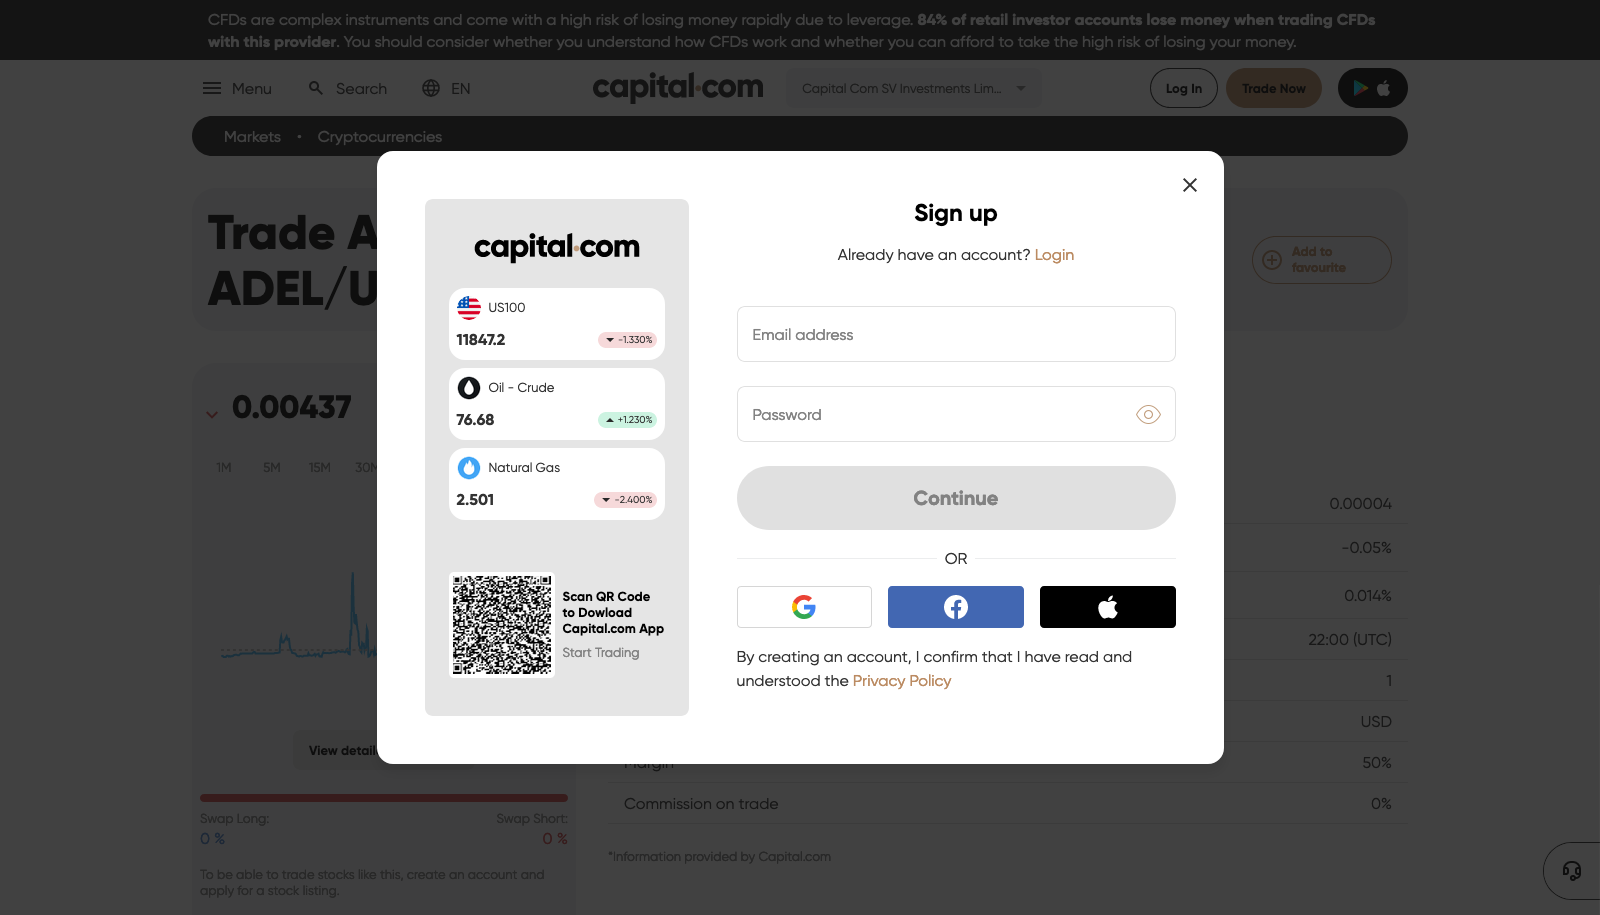 CFDs are complex instruments and come with a high risk of losing money rapidly due to leverage. 84% of retail investor accounts lose money when trading CFDs
with this provider. You should consider whether you understand how CFDs work and whether you can afford to take the high risk of losing your money.
Menu
Search
EN
capital.com
Capital Com SV Investments Lim...
Log In
Trade Now
Markets • Cryptocurrencies
Trade A
ADEL/U
Add to
favourite
0.00437
1M 5M 15M 30M
View detail
Swap Long:
0 %
Swap Short:
0 %
To be able to trade stocks like this, create an account and
apply for a stock listing.
0.00004
-0.05%
0.014%
22:00 (UTC)
1
USD
Margin 50%
Commission on trade 0%
*Information provided by Capital.com
capital.com
US100
11847.2
-1.330%
Oil - Crude
76.68
+1.230%
Natural Gas
2.501
-2.400%
Scan QR Code
to Dowload
Capital.com App
Start Trading
Sign up
Already have an account? Login
Email address
Password
Continue
OR
By creating an account, I confirm that I have read and
understood the Privacy Policy